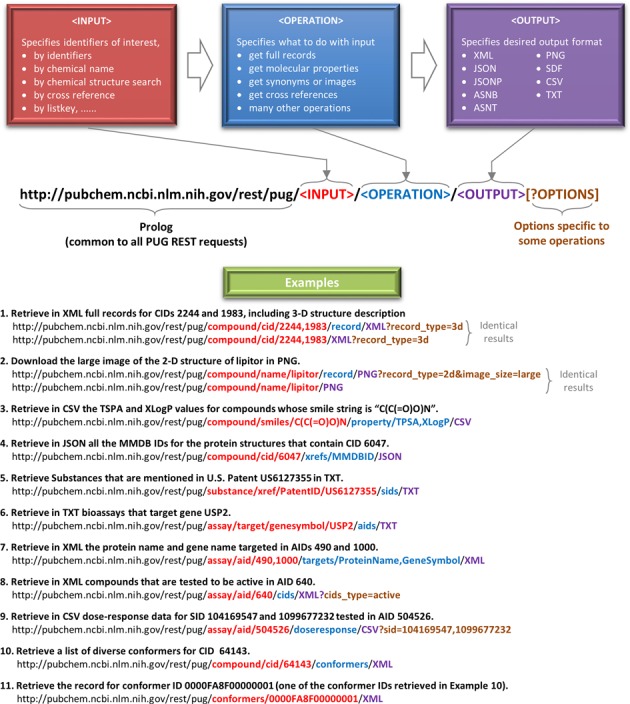 <INPUT>
Specifies identifiers of interest,
• by identifiers
• by chemical name
• by chemical structure search
• by cross reference
• by listkey, ......
<OPERATION>
Specifies what to do with input
• get full records
• get molecular properties
• get synonyms or images
• get cross references
• many other operations
<OUTPUT>
Specifies desired output format
• XML
• JSON
• JSONP
• ASNB
• ASNT
• PNG
• SDF
• CSV
• TXT
http://pubchem.ncbi.nlm.nih.gov/rest/pug/<INPUT>/<OPERATION>/<OUTPUT>[?OPTIONS]
Prolog
(common to all PUG REST requests)
Options specific to
some operations
Examples
1. Retrieve in XML full records for CIDs 2244 and 1983, including 3-D structure description
http://pubchem.ncbi.nlm.nih.gov/rest/pug/compound/cid/2244,1983/record/XML?record_type=3d
http://pubchem.ncbi.nlm.nih.gov/rest/pug/compound/cid/2244,1983/XML?record_type=3d
Identical
results
2. Download the large image of the 2-D structure of lipitor in PNG.
http://pubchem.ncbi.nlm.nih.gov/rest/pug/compound/name/lipitor/record/PNG?record_type=2d&image_size=large
http://pubchem.ncbi.nlm.nih.gov/rest/pug/compound/name/lipitor/PNG
Identical
results
3. Retrieve in CSV the TSPA and XLogP values for compounds whose smile string is "C(C(=O)O)N".
http://pubchem.ncbi.nlm.nih.gov/rest/pug/compound/smiles/C(C(=O)O)N/property/TPSA,XLogP/CSV
4. Retrieve in JSON all the MMDB IDs for the protein structures that contain CID 6047.
http://pubchem.ncbi.nlm.nih.gov/rest/pug/compound/cid/6047/xrefs/MMDBID/JSON
5. Retrieve Substances that are mentioned in U.S. Patent US6127355 in TXT.
http://pubchem.ncbi.nlm.nih.gov/rest/pug/substance/xref/PatentID/US6127355/sids/TXT
6. Retrieve in TXT bioassays that target gene USP2.
http://pubchem.ncbi.nlm.nih.gov/rest/pug/assay/target/genesymbol/USP2/aids/TXT
7. Retrieve in XML the protein name and gene name targeted in AIDs 490 and 1000.
http://pubchem.ncbi.nlm.nih.gov/rest/pug/assay/aid/490,1000/targets/ProteinName,GeneSymbol/XML
8. Retrieve in XML compounds that are tested to be active in AID 640.
http://pubchem.ncbi.nlm.nih.gov/rest/pug/assay/aid/640/cids/XML?cids_type=active
9. Retrieve in CSV dose-response data for SID 104169547 and 1099677232 tested in AID 504526.
http://pubchem.ncbi.nlm.nih.gov/rest/pug/assay/aid/504526/doseresponse/CSV?sid=104169547,1099677232
10. Retrieve a list of diverse conformers for CID 64143.
http://pubchem.ncbi.nlm.nih.gov/rest/pug/compound/cid/64143/conformers/XML
11. Retrieve the record for conformer ID 0000FA8F00000001 (one of the conformer IDs retrieved in Example 10).
http://pubchem.ncbi.nlm.nih.gov/rest/pug/conformers/0000FA8F00000001/XML